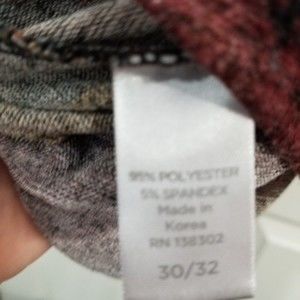 95% POLYESTER
5% SPANDEX
Made in
Korea
RN 138302
30/32